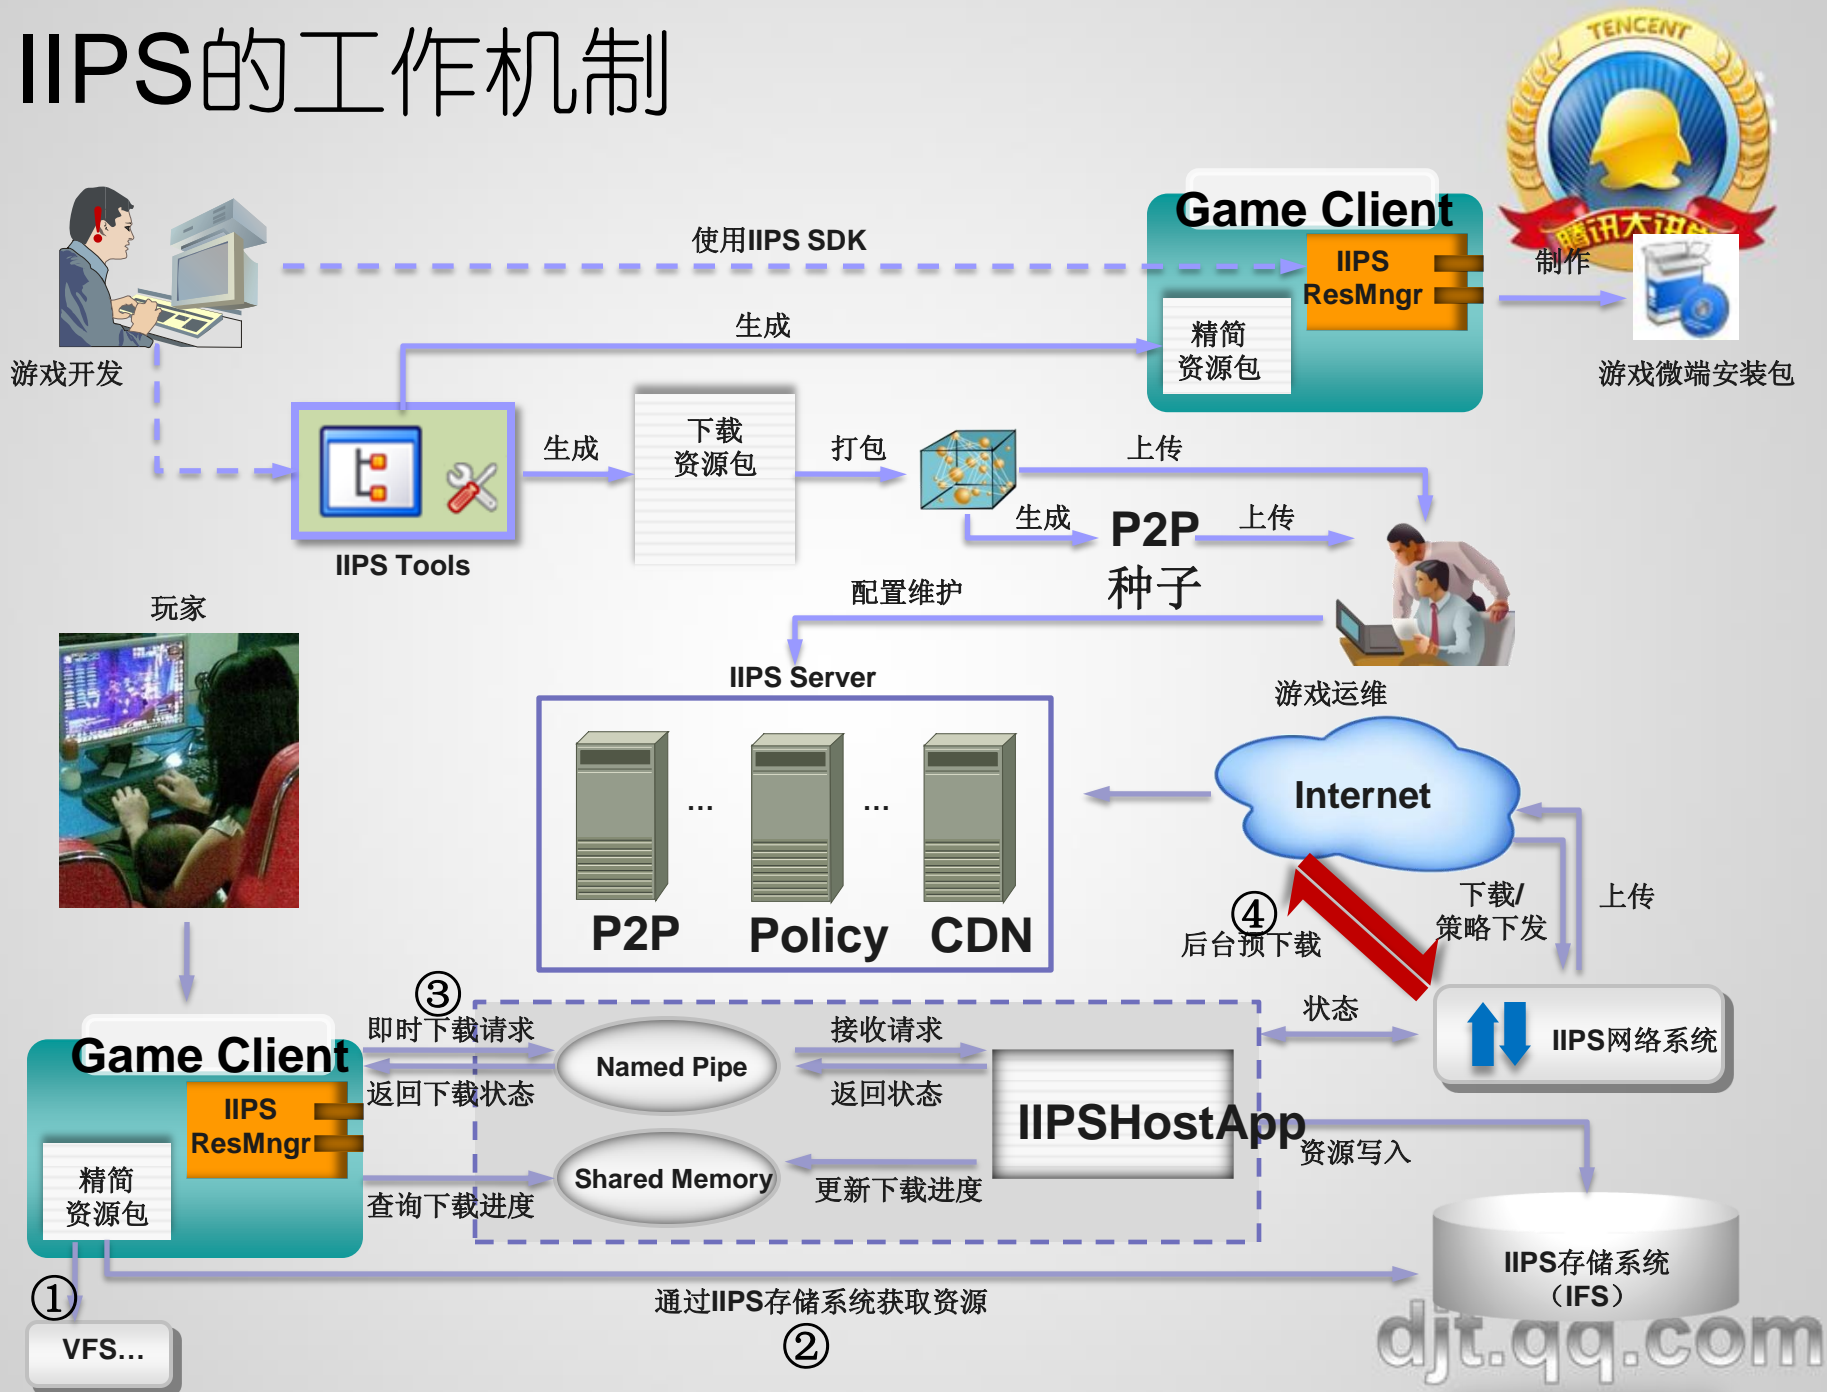 IIPS的工作机制
TENCENT
腾讯大讲堂
Game Client
使用IIPS SDK
IIPS
ResMngr
制作
生成
精简
资源包
游戏开发
游戏微端安装包
下载
资源包
生成
打包
上传
生成
P2P
种子
上传
IIPS Tools
配置维护
玩家
IIPS Server
游戏运维
Internet
...
...
P2P
Policy
CDN
④
后台预下载
下载/
策略下发
上传
③
即时下载请求
接收请求
状态
IIPS网络系统
Game Client
Named Pipe
返回下载状态
返回状态
IIPS
ResMngr
IIPSHostApp
资源写入
精简
资源包
Shared Memory
查询下载进度
更新下载进度
IIPS存储系统
（IFS）
①
通过IIPS存储系统获取资源
②
VFS...
djt.qq.com